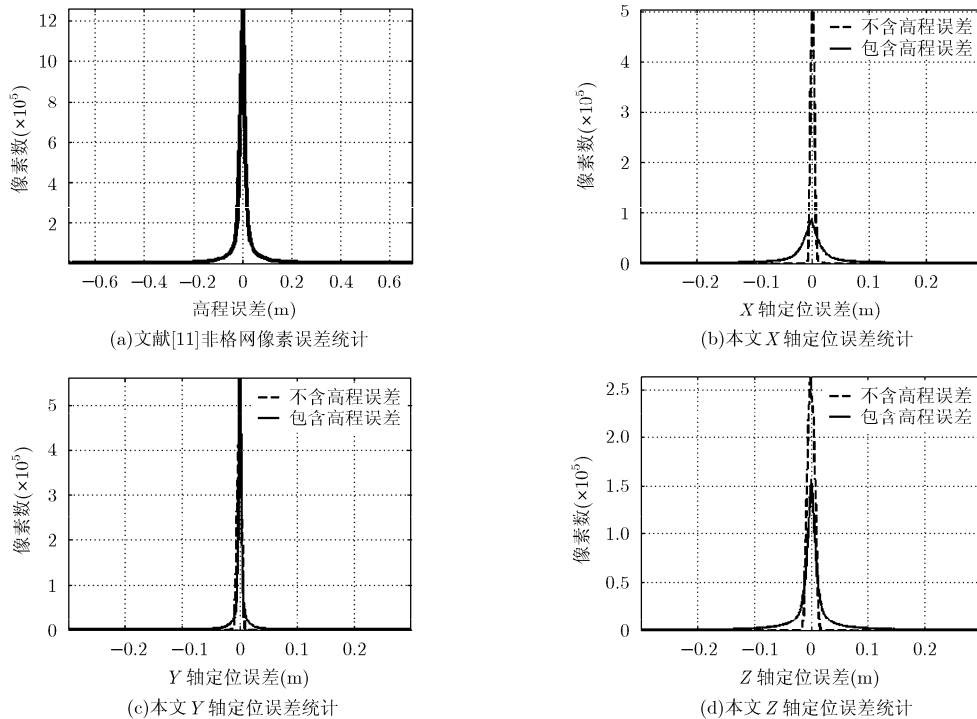 12
10
8
6
4
2
像素数(×10⁵)
−0.6 −0.4 −0.2 0 0.2 0.4 0.6
高程误差(m)
(a)文献[11]非格网像素误差统计
5
4
3
2
1
0
像素数(×10⁵)
不含高程误差
包含高程误差
−0.2 −0.1 0 0.1 0.2
X 轴定位误差(m)
(b)本文 X 轴定位误差统计
5
4
3
2
1
0
像素数(×10⁵)
不含高程误差
包含高程误差
−0.2 −0.1 0 0.1 0.2
Y 轴定位误差(m)
(c)本文 Y 轴定位误差统计
2.5
2.0
1.5
1.0
0.5
0
像素数(×10⁵)
不含高程误差
包含高程误差
−0.2 −0.1 0 0.1 0.2
Z 轴定位误差(m)
(d)本文 Z 轴定位误差统计